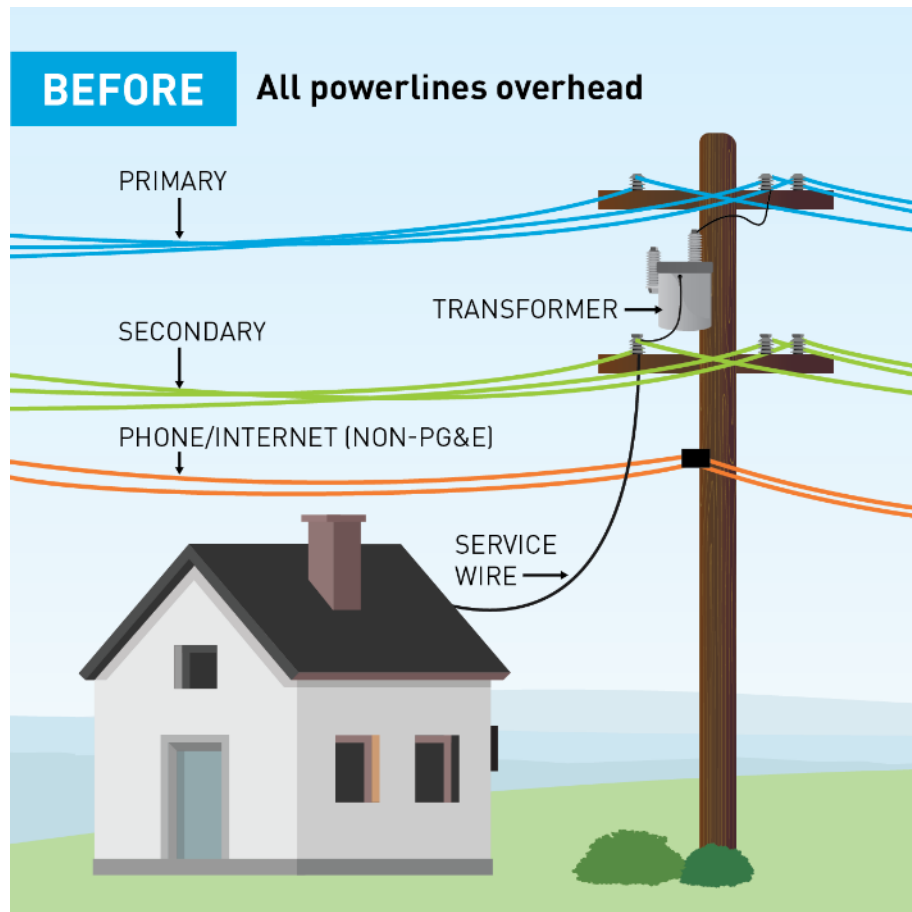 BEFORE All powerlines overhead
PRIMARY
TRANSFORMER
SECONDARY
PHONE/INTERNET (NON-PG&E)
SERVICE
WIRE